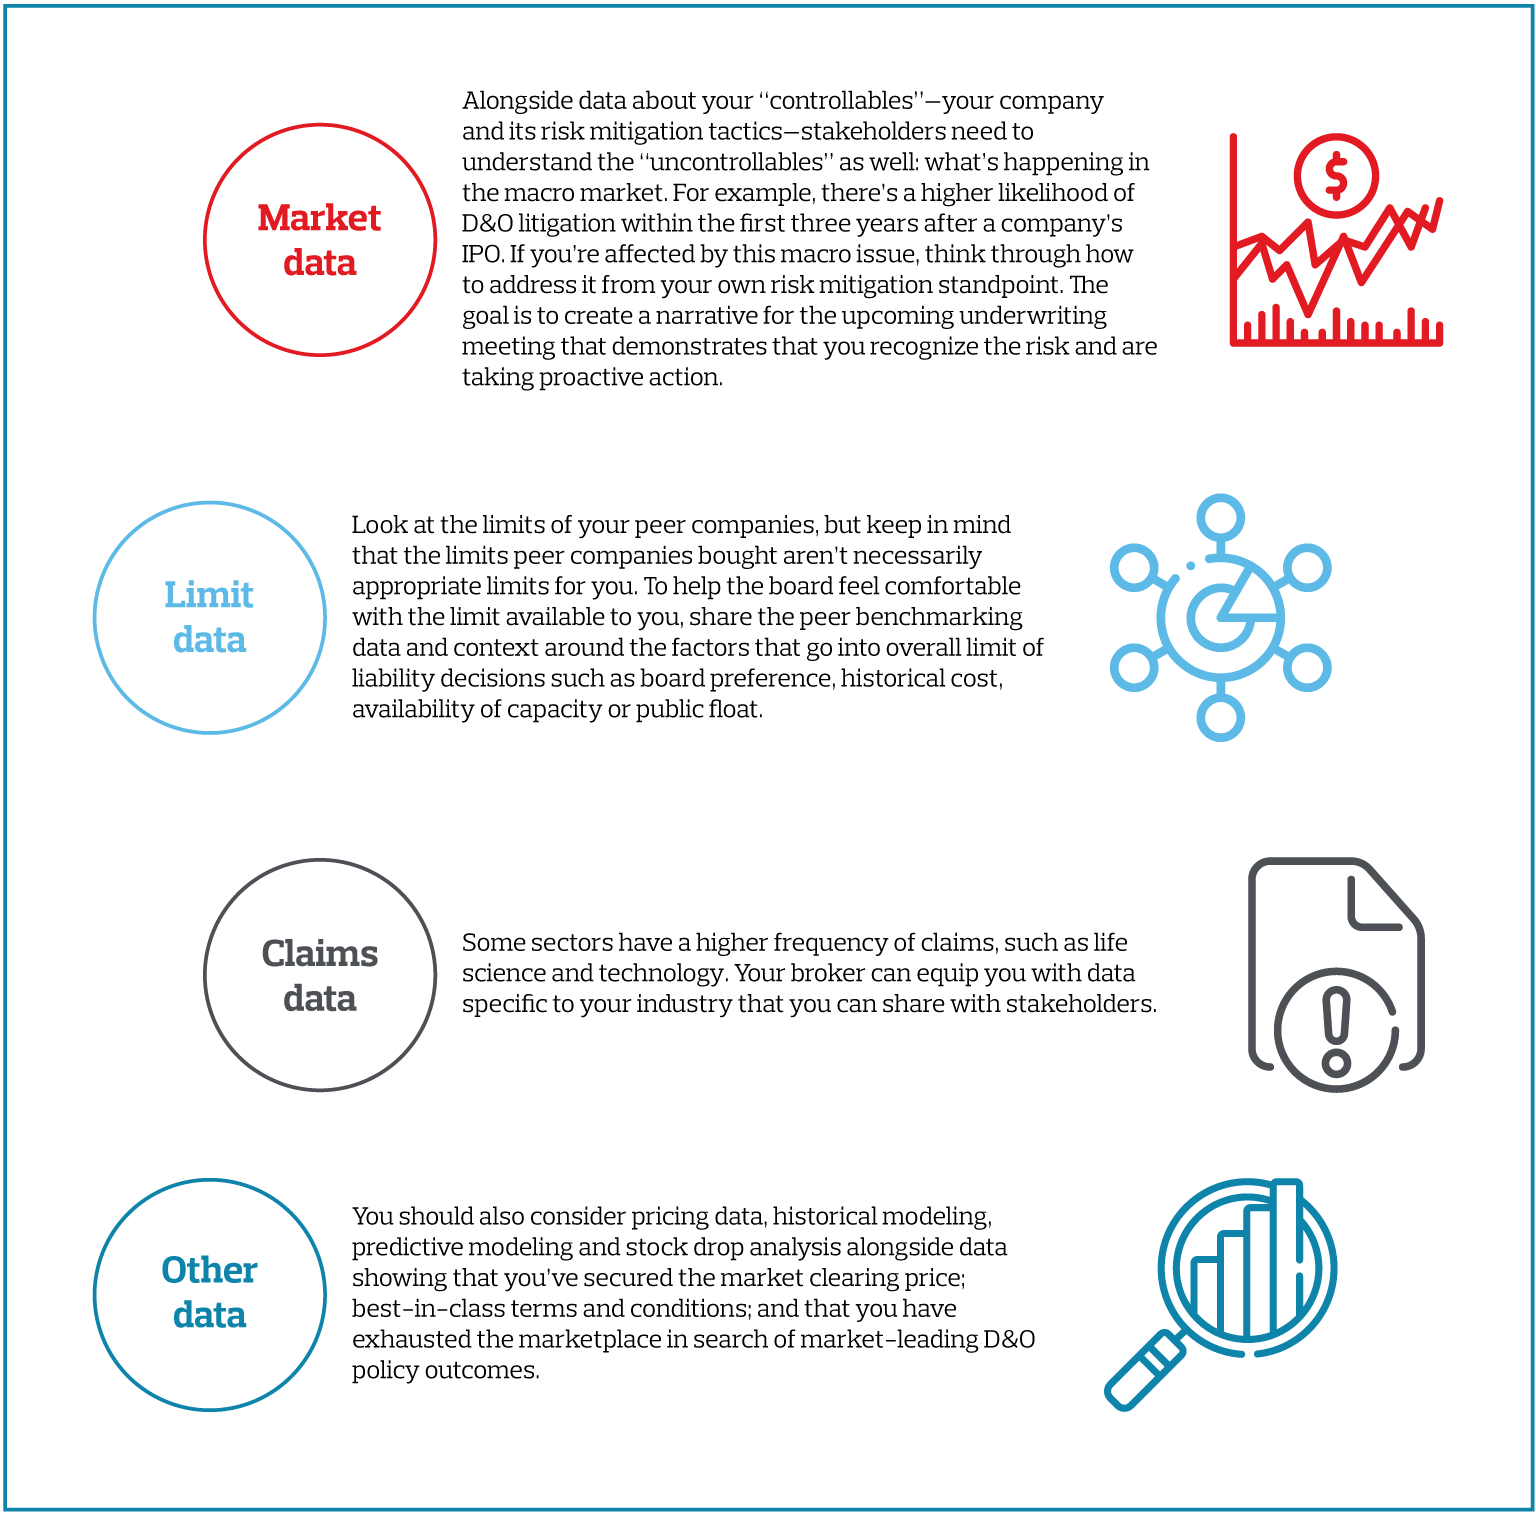 Market
data
Alongside data about your “controllables”—your company
and its risk mitigation tactics—stakeholders need to
understand the “uncontrollables” as well: what’s happening in
the macro market. For example, there’s a higher likelihood of
D&O litigation within the first three years after a company’s
IPO. If you’re affected by this macro issue, think through how
to address it from your own risk mitigation standpoint. The
goal is to create a narrative for the upcoming underwriting
meeting that demonstrates that you recognize the risk and are
taking proactive action.
$
Limit
data
Look at the limits of your peer companies, but keep in mind
that the limits peer companies bought aren’t necessarily
appropriate limits for you. To help the board feel comfortable
with the limit available to you, share the peer benchmarking
data and context around the factors that go into overall limit of
liability decisions such as board preference, historical cost,
availability of capacity or public float.
Claims
data
Some sectors have a higher frequency of claims, such as life
science and technology. Your broker can equip you with data
specific to your industry that you can share with stakeholders.
!
Other
data
You should also consider pricing data, historical modeling,
predictive modeling and stock drop analysis alongside data
showing that you’ve secured the market clearing price;
best-in-class terms and conditions; and that you have
exhausted the marketplace in search of market-leading D&O
policy outcomes.